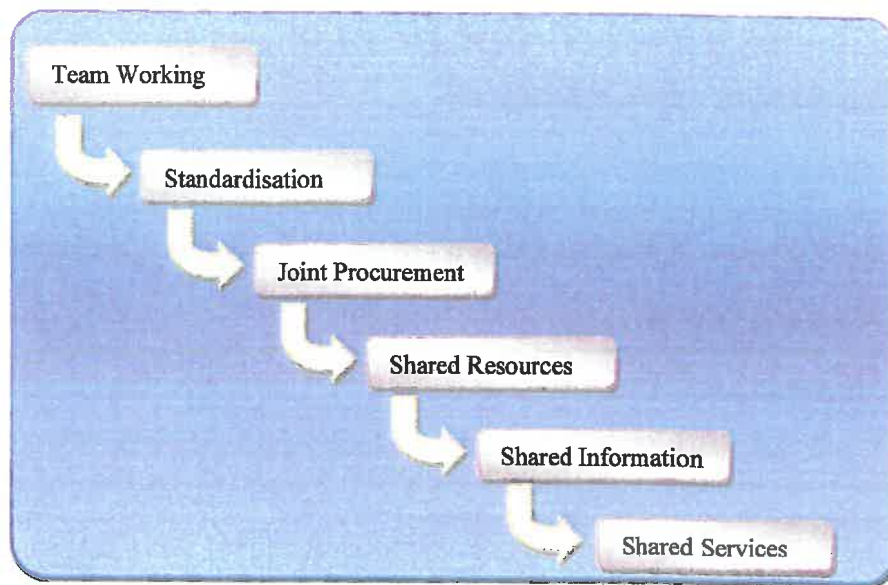 Team Working
Standardisation
Joint Procurement
Shared Resources
Shared Information
Shared Services